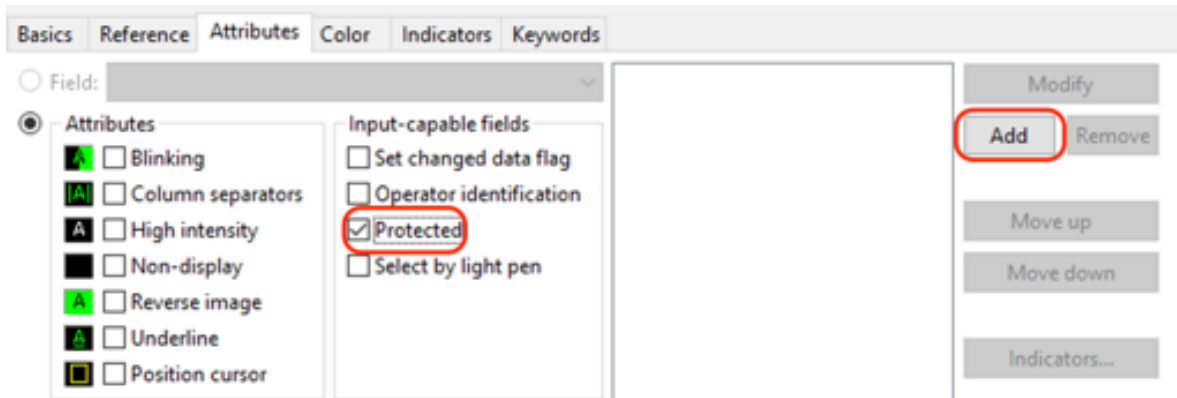 Basics Reference Attributes Color Indicators Keywords
Field:
Modify
Attributes
Input-capable fields
Add Remove
A Blinking
Set changed data flag
A Column separators
Operator identification
A High intensity
Protected
Move up
Non-display
Select by light pen
Move down
A Reverse image
A Underline
Indicators...
Position cursor